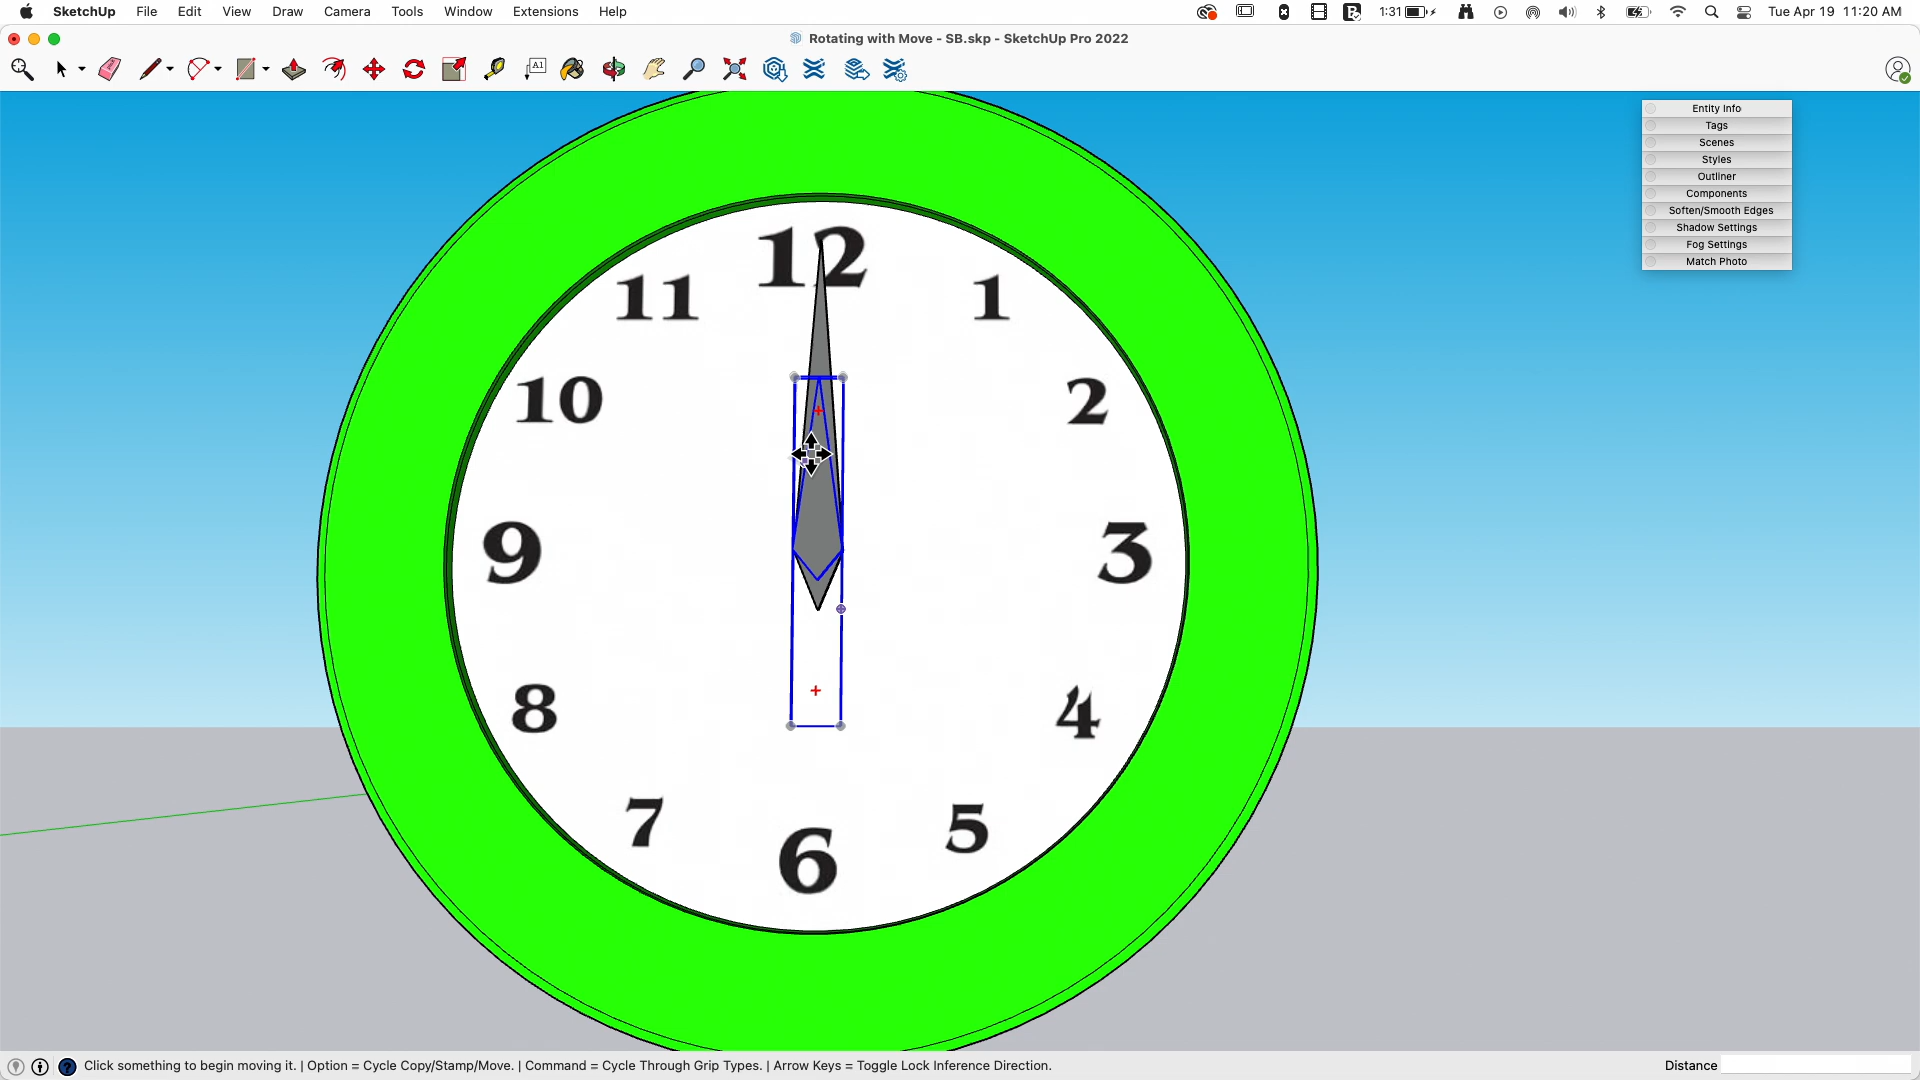 SketchUp File Edit View Draw Camera Tools Window Extensions Help 1:31 Tue Apr 19 11:20 AM
Rotating with Move - SB.skp - SketchUp Pro 2022
A1
Entity Info
Tags
Scenes
Styles
Outliner
Components
Soften/Smooth Edges
Shadow Settings
Fog Settings
Match Photo
12
11 1
10 2
9 3
8 4
7 5
6
Click something to begin moving it. | Option = Cycle Copy/Stamp/Move. | Command = Cycle Through Grip Types. | Arrow Keys = Toggle Lock Inference Direction. Distance